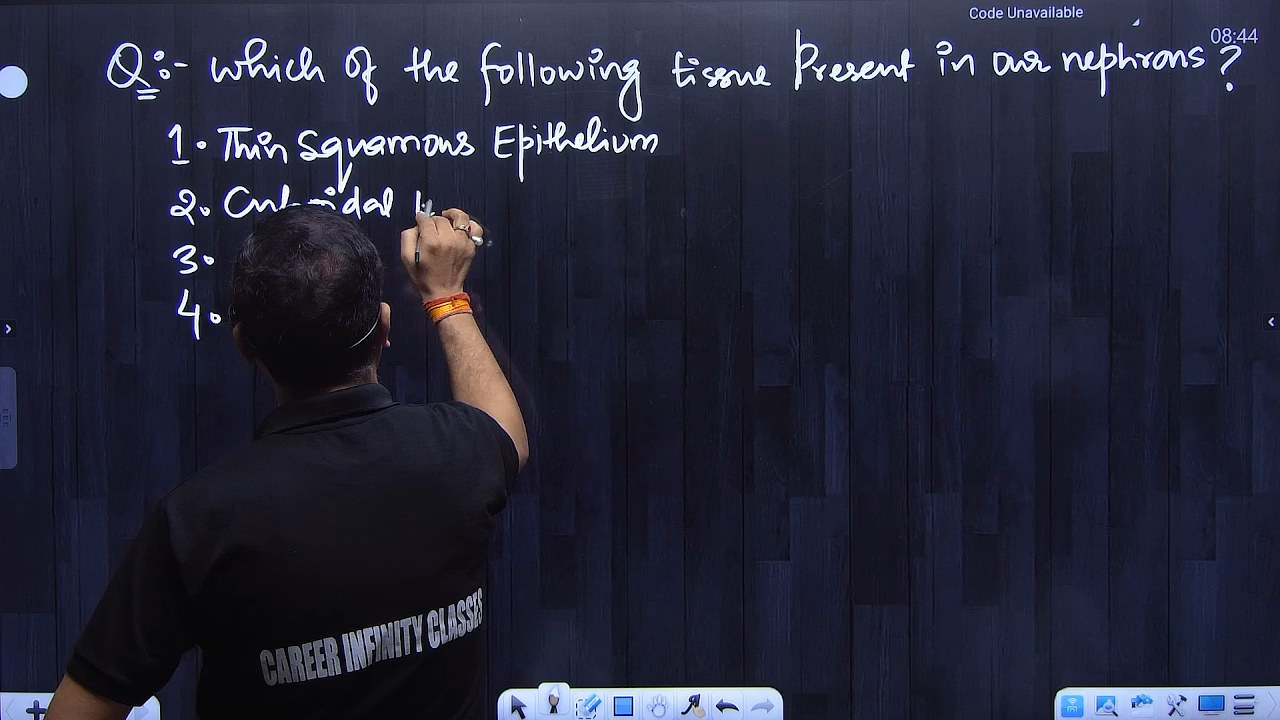 Code Unavailable
08:44
Q:- which of the following tissue Present in our nephrons ?
1. Thin Squamous Epithelium
2.
3.
4.
CAREER INFINITY CLASSES